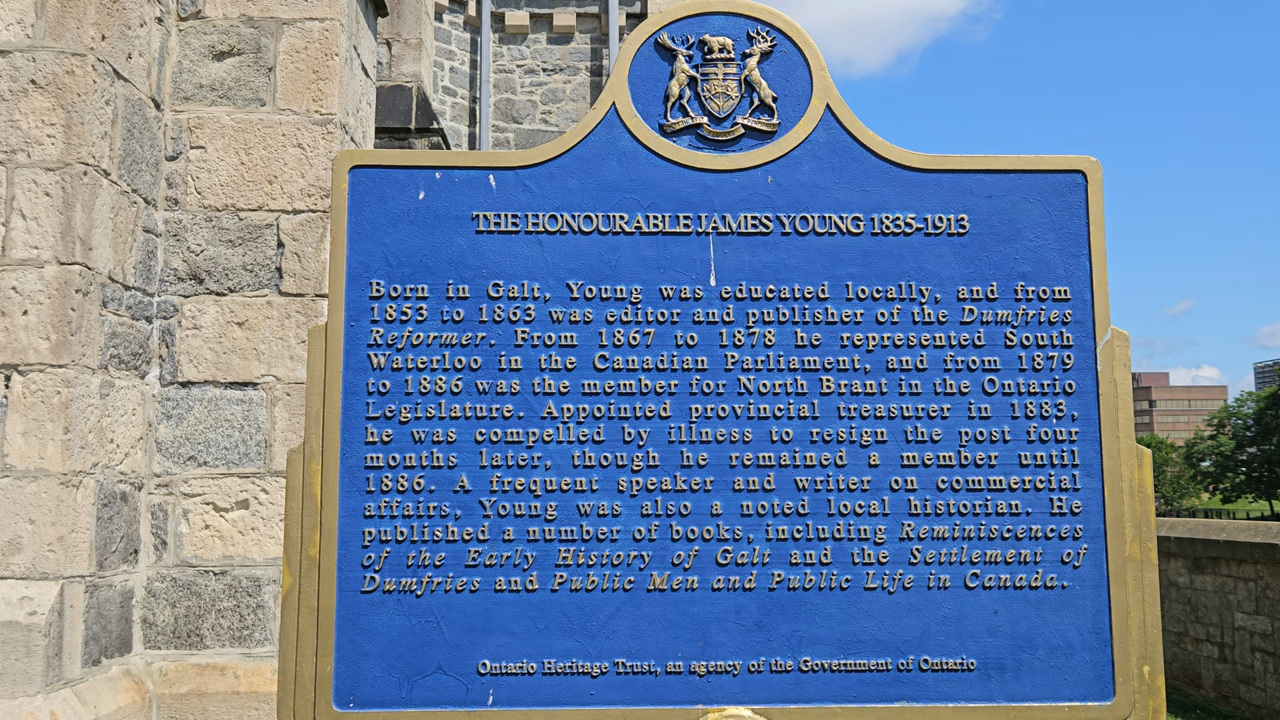 THE HONOURABLE JAMES YOUNG 1835-1913
Born in Galt, Young was educated locally, and from
1853 to 1863 was editor and publisher of the Dumfries
Reformer. From 1867 to 1878 he represented South
Waterloo in the Canadian Parliament, and from 1879
to 1886 was the member for North Brant in the Ontario
Legislature. Appointed provincial treasurer in 1883,
he was compelled by illness to resign the post four
months later, though he remained a member until
1886. A frequent speaker and writer on commercial
affairs, Young was also a noted local historian. He
published a number of books, including Reminiscences
of the Early History of Galt and the Settlement of
Dumfries and Public Men and Public Life in Canada.
Ontario Heritage Trust, an agency of the Government of Ontario